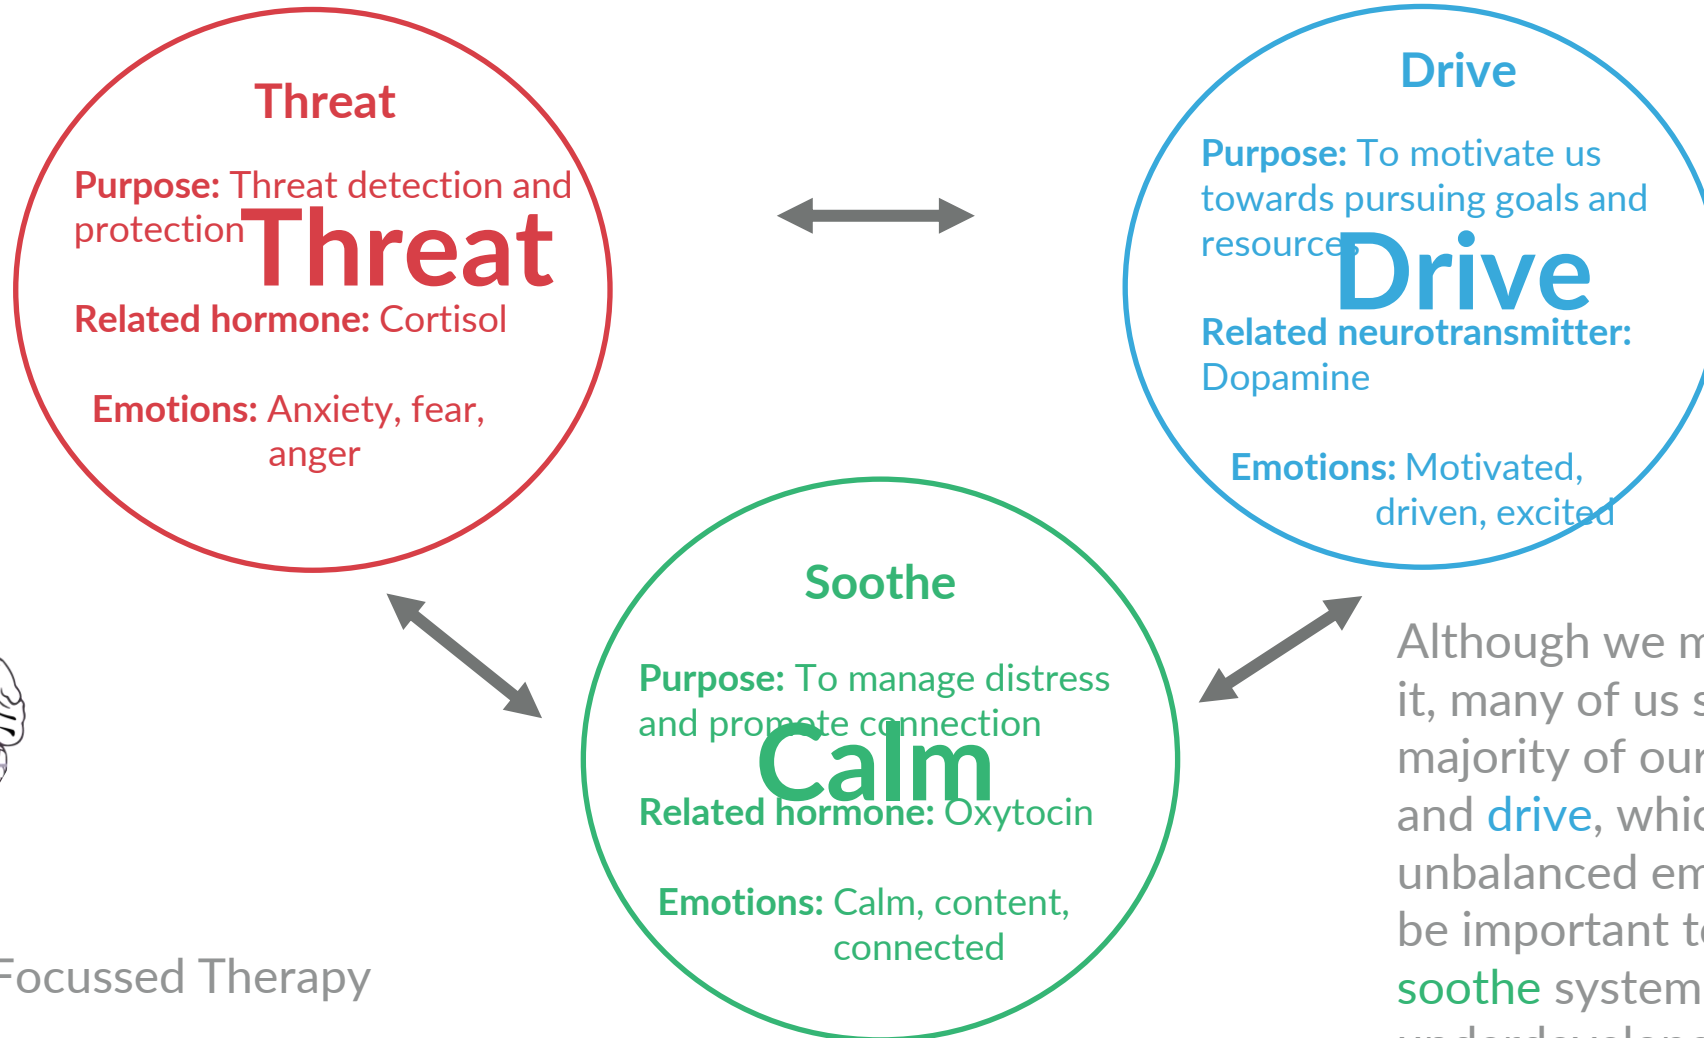 Threat
Purpose: Threat detection and
protection
Threat
Related hormone: Cortisol
Emotions: Anxiety, fear,
anger
Drive
Purpose: To motivate us
towards pursuing goals and
resources
Drive
Related neurotransmitter:
Dopamine
Emotions: Motivated,
driven, excited
Soothe
Purpose: To manage distress
and promote connection
Calm
Related hormone: Oxytocin
Emotions: Calm, content,
connected
Focussed Therapy
Although we
it, many of us
majority of our
and drive,
unbalanced
be important
soothe system